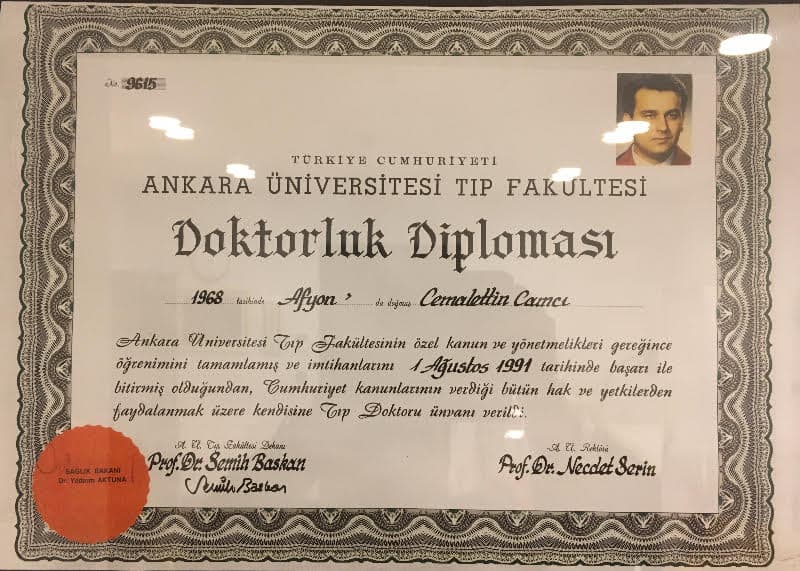 No. 9615
TÜRKİYE CUMHURİYETİ
ANKARA ÜNİVERSİTESİ TIP FAKÜLTESİ
Doktorluk Diploması
1968 tarihinde Afyon' da doğmuş Cemalettin Camcı
Ankara Üniversitesi Tıp Fakültesinin özel kanun ve yönetmelikleri gereğince
öğrenimini tamamlamış ve imtihanlarını 1 Ağustos 1991 tarihinde başarı ile
bitirmiş olduğundan, Cumhuriyet kanunlarının verdiği bütün hak ve yetkilerden
faydalanmak üzere kendisine Tıp Doktoru ünvanı verildi.
A. Ü. Tıp Fakültesi Dekanı
Prof. Dr. Semih Baskan
Semih Baskan
A. Ü. Rektörü
Prof. Dr. Necdet Serin
SAĞLIK BAKANI
Dr. Yıldırım AKTUNA